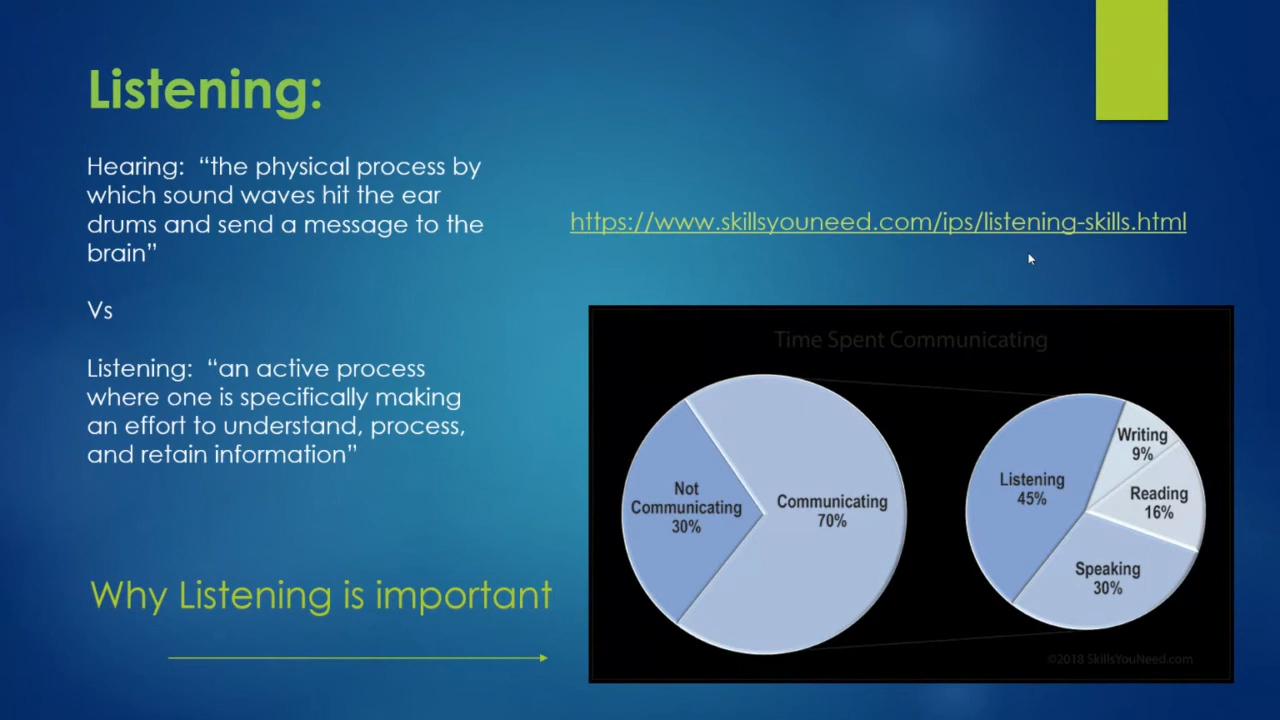 Listening:
Hearing:  “the physical process by
which sound waves hit the ear
drums and send a message to the
brain”
Vs
Listening:  “an active process
where one is specifically making
an effort to understand, process,
and retain information”
Why Listening is important
https://www.skillsyouneed.com/ips/listening-skills.html
Time Spent Communicating
Not
Communicating
30%
Communicating
70%
Listening
45%
Writing
9%
Reading
16%
Speaking
30%
©2018 SkillsYouNeed.com